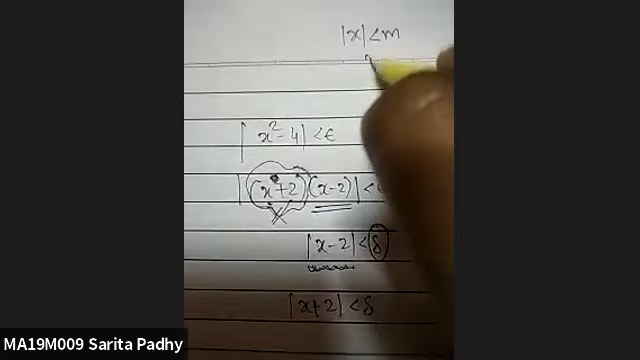 |x| < m
|x² - 4| < ϵ
|(x + 2) (x - 2)| <
|x - 2| < δ
|x + 2| < δ
MA19M009 Sarita Padhy